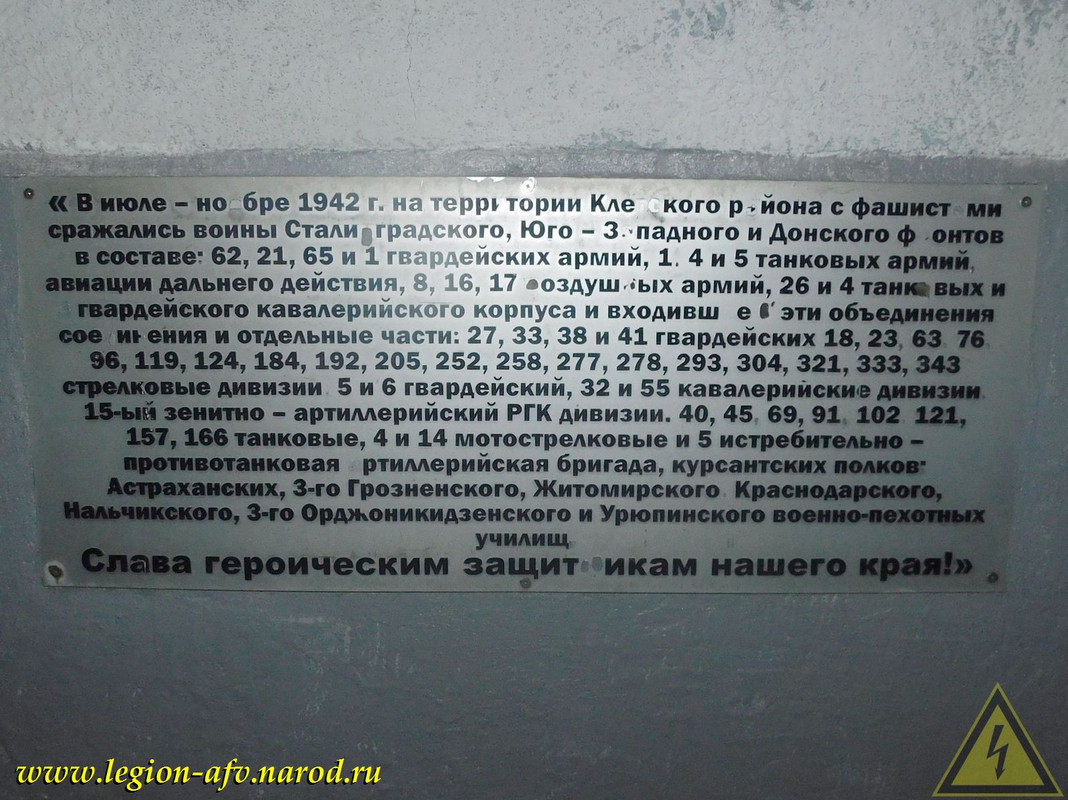 « В июле – но бре 1942 г. на терри тории Кле ского р йона с фашист ми
сражались воины Стали градского, Юго – З падного и Донского ф онтов
в составе: 62, 21, 65 и 1 гвардейских армий, 1. 4 и 5 танковых армий,
авиации дальнего действия, 8, 16, 17 оздуш ых армий, 26 и 4 танк вых и
гвардейского кавалерийского корпуса и входивш е эти объединения
сое ин ения и отдельные части: 27, 33, 38 и 41 гвардейских 18, 23, 63 76
96, 119, 124, 184, 192, 205, 252, 258, 277, 278, 293, 304, 321, 333, 343
стрелковые дивизии 5 и 6 гвардейский, 32 и 55 кавалерийские дивизии
15-ый зенитно – артиллерийский РГК дивизии. 40, 45 69, 91 102 121,
157, 166 танковые, 4 и 14 мотострелковые и 5 истребительно –
противотанковая ртиллерийская бригада, курсантских полков:
Астраханских, 3-го Грозненского, Житомирского Краснодарского,
Нальчикского, 3-го Орджоникидзенского и Урюпинского военно-пехотных
училищ
Слава героическим защит икам нашего края!»
www.legion-afv.narod.ru